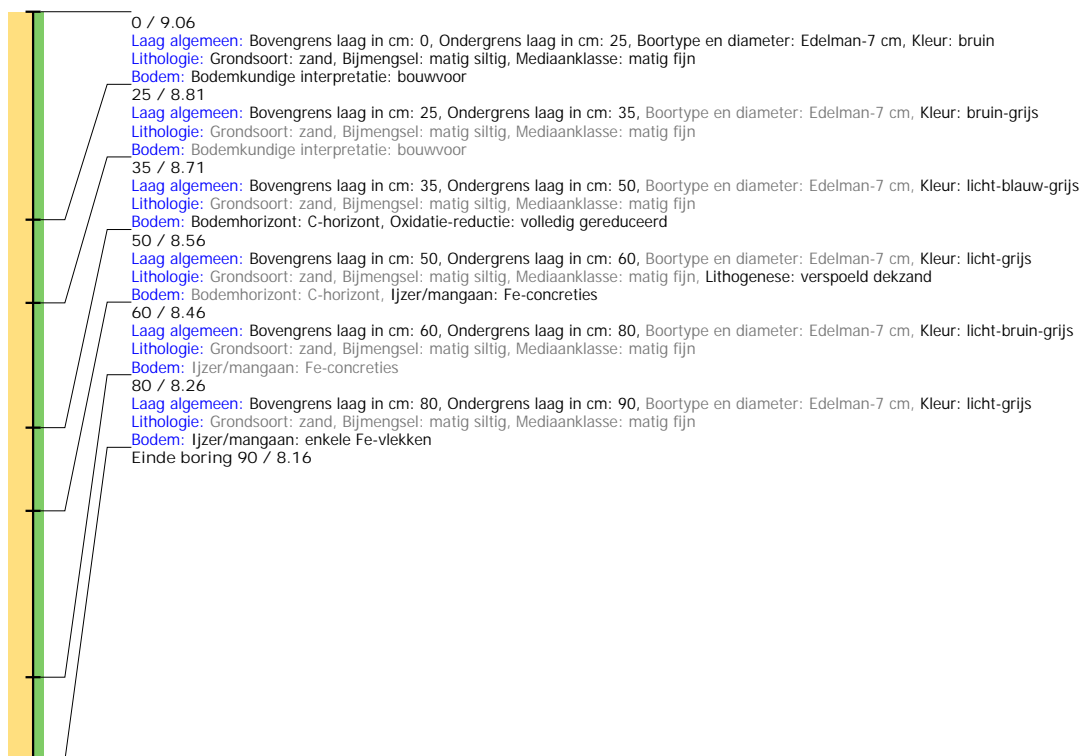 0 / 9.06
Laag algemeen: Bovengrens laag in cm: 0, Ondergrens laag in cm: 25, Boortype en diameter: Edelman-7 cm, Kleur: bruin
Lithologie: Grondsoort: zand, Bijmengsel: matig siltig, Mediaanklasse: matig fijn
Bodem: Bodemkundige interpretatie: bouwvoor
25 / 8.81
Laag algemeen: Bovengrens laag in cm: 25, Ondergrens laag in cm: 35, Boortype en diameter: Edelman-7 cm, Kleur: bruin-grijs
Lithologie: Grondsoort: zand, Bijmengsel: matig siltig, Mediaanklasse: matig fijn
Bodem: Bodemkundige interpretatie: bouwvoor
35 / 8.71
Laag algemeen: Bovengrens laag in cm: 35, Ondergrens laag in cm: 50, Boortype en diameter: Edelman-7 cm, Kleur: licht-blauw-grijs
Lithologie: Grondsoort: zand, Bijmengsel: matig siltig, Mediaanklasse: matig fijn
Bodem: Bodemhorizont: C-horizont, Oxidatie-reductie: volledig gereduceerd
50 / 8.56
Laag algemeen: Bovengrens laag in cm: 50, Ondergrens laag in cm: 60, Boortype en diameter: Edelman-7 cm, Kleur: licht-grijs
Lithologie: Grondsoort: zand, Bijmengsel: matig siltig, Mediaanklasse: matig fijn, Lithogenese: verspoeld dekzand
Bodem: Bodemhorizont: C-horizont, Ijzer/mangaan: Fe-concreties
60 / 8.46
Laag algemeen: Bovengrens laag in cm: 60, Ondergrens laag in cm: 80, Boortype en diameter: Edelman-7 cm, Kleur: licht-bruin-grijs
Lithologie: Grondsoort: zand, Bijmengsel: matig siltig, Mediaanklasse: matig fijn
Bodem: Ijzer/mangaan: Fe-concreties
80 / 8.26
Laag algemeen: Bovengrens laag in cm: 80, Ondergrens laag in cm: 90, Boortype en diameter: Edelman-7 cm, Kleur: licht-grijs
Lithologie: Grondsoort: zand, Bijmengsel: matig siltig, Mediaanklasse: matig fijn
Bodem: Ijzer/mangaan: enkele Fe-vlekken
Einde boring 90 / 8.16